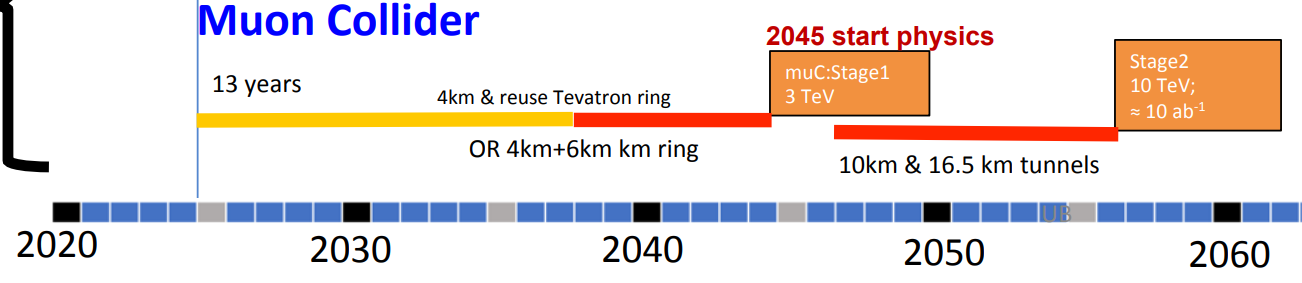 Muon Collider
2045 start physics
13 years
4km & reuse Tevatron ring
muC:Stage1
3 TeV
Stage2
10 TeV;
≈ 10 ab⁻¹
OR 4km+6km km ring
10km & 16.5 km tunnels
UB
2020
2030
2040
2050
2060